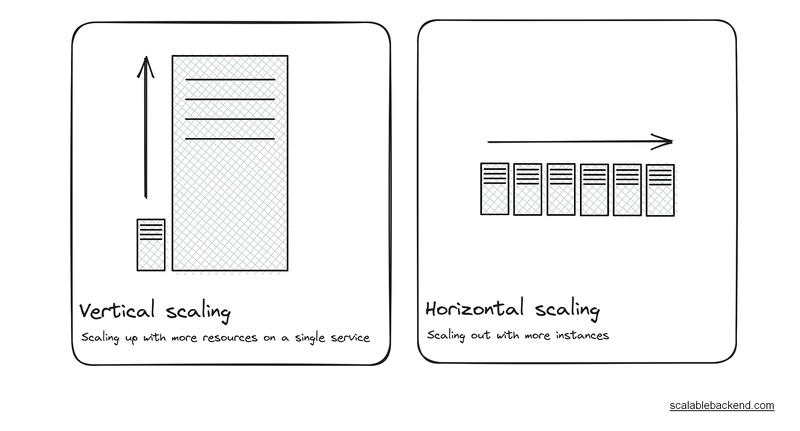 Vertical scaling
Scaling up with more resources on a single service
Horizontal scaling
Scaling out with more instances
scalablebackend.com